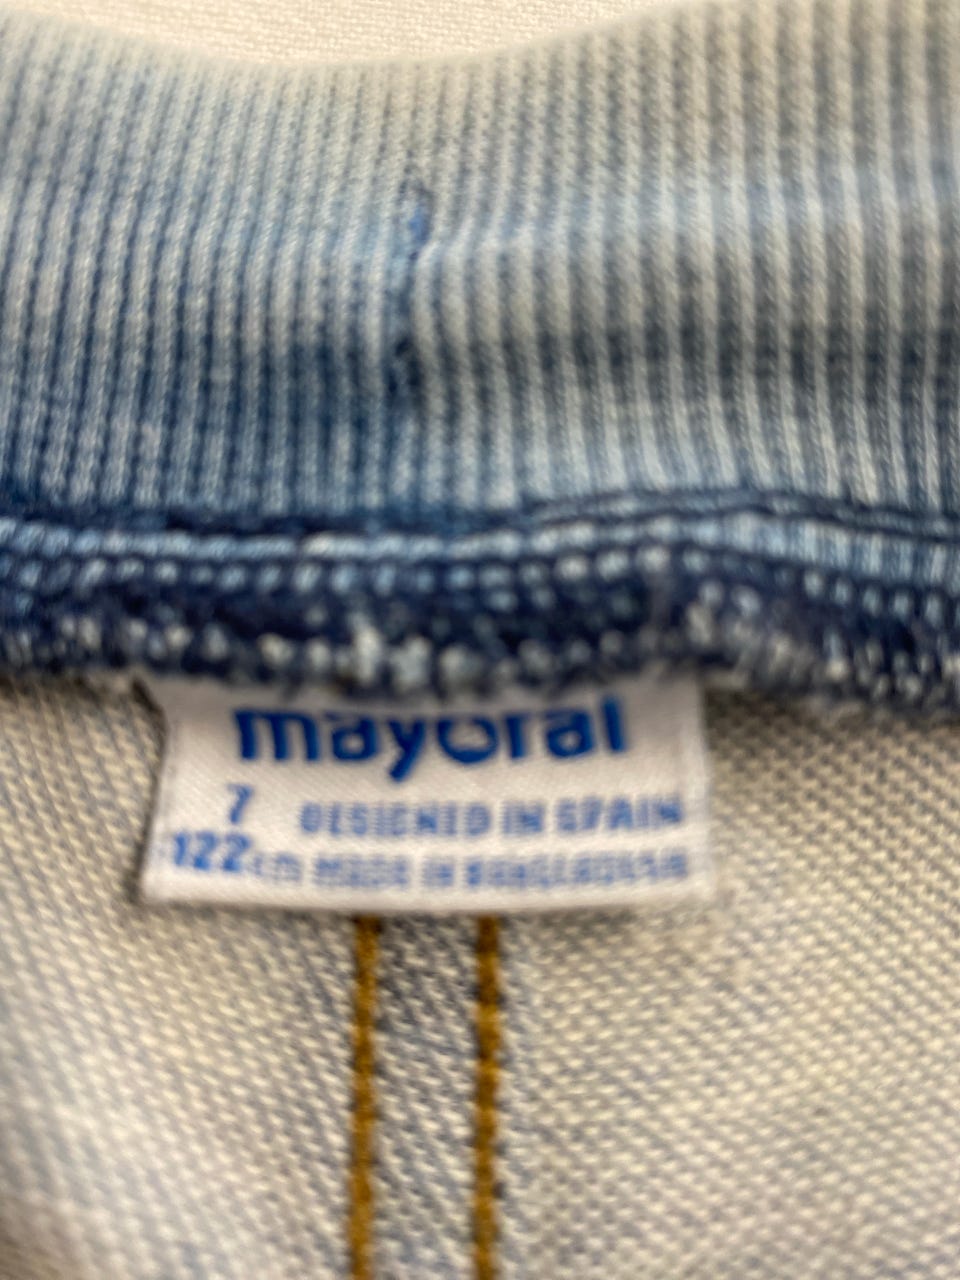 mayoral
7 DESIGNED IN SPAIN
122cm MADE IN BANGLADESH